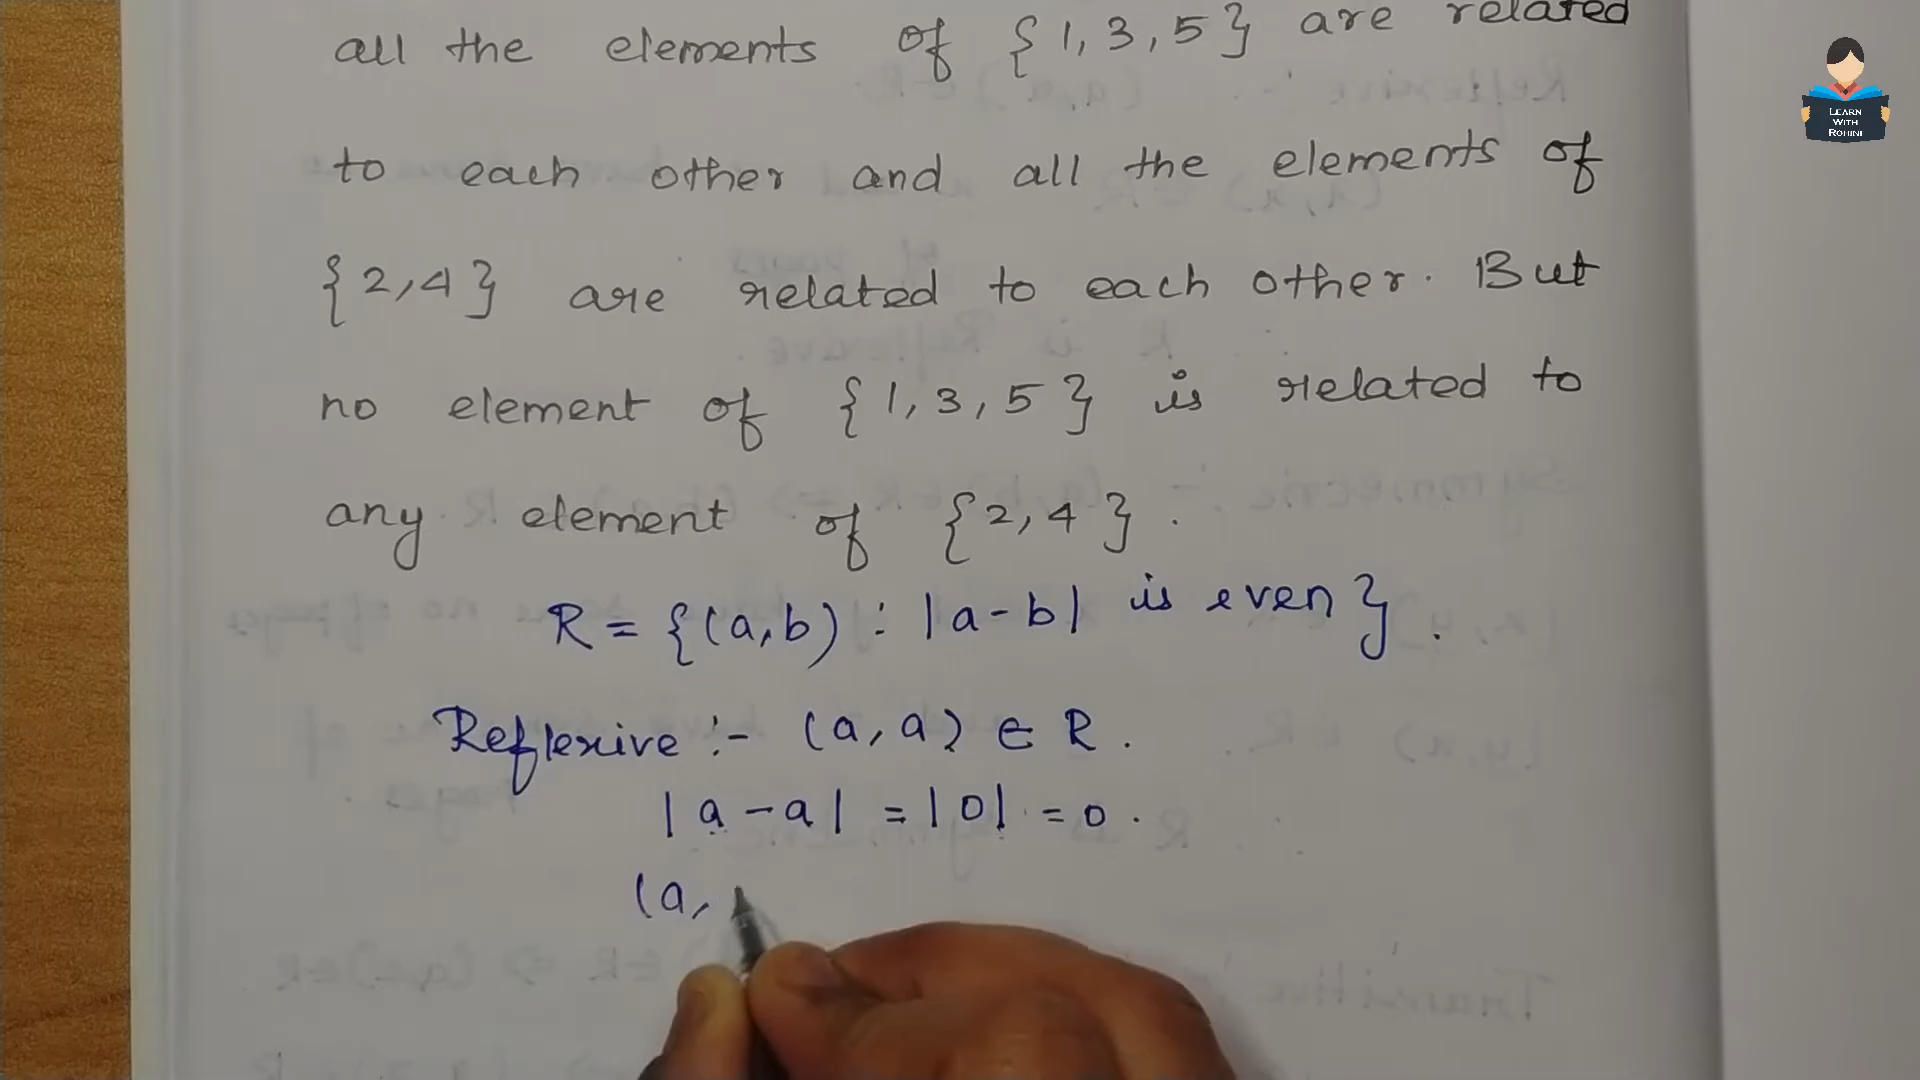 all the elements of {1, 3, 5} are related
to each other and all the elements of
{2, 4} are related to each other. But
no element of {1, 3, 5} is related to
any element of {2, 4}.
R = {(a, b) : |a - b| is even}.
Reflexive :- (a, a) ∈ R.
|a - a| = |0| = 0.
(a,
LEARN
WITH
ROHINI